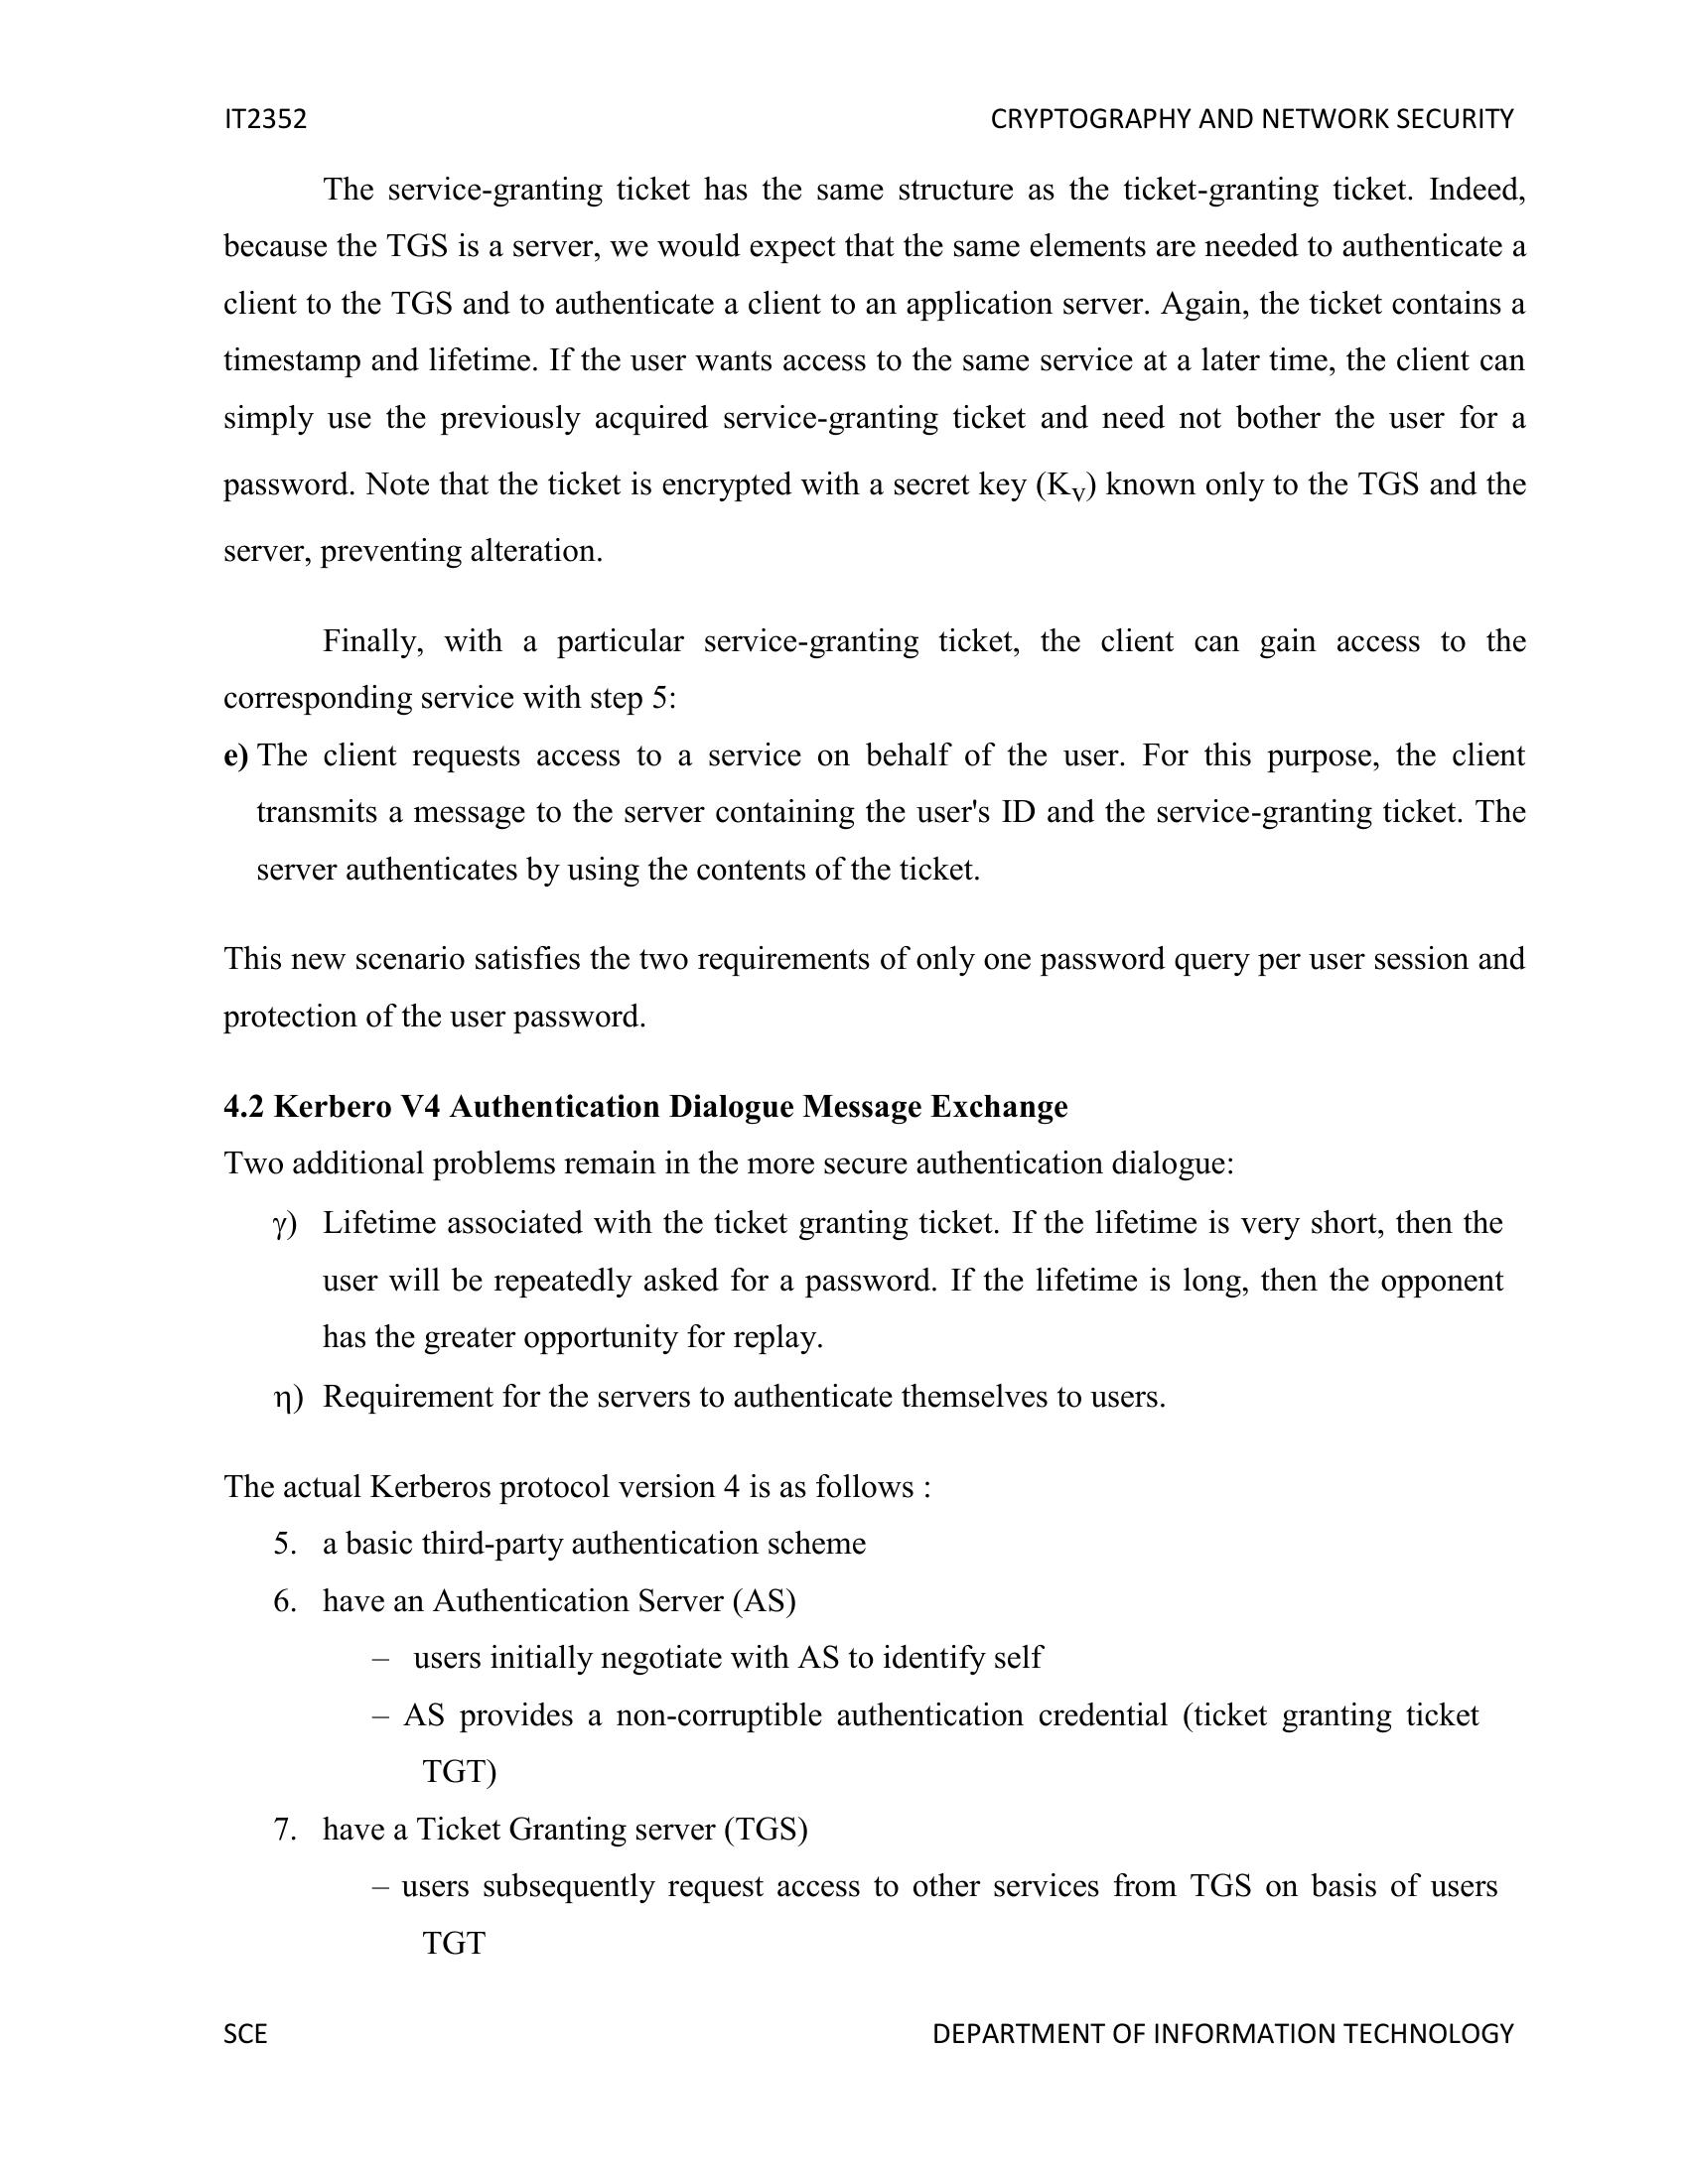 IT2352 CRYPTOGRAPHY AND NETWORK SECURITY
The service-granting ticket has the same structure as the ticket-granting ticket. Indeed,
because the TGS is a server, we would expect that the same elements are needed to authenticate a
client to the TGS and to authenticate a client to an application server. Again, the ticket contains a
timestamp and lifetime. If the user wants access to the same service at a later time, the client can
simply use the previously acquired service-granting ticket and need not bother the user for a
password. Note that the ticket is encrypted with a secret key (Kv) known only to the TGS and the
server, preventing alteration.
Finally, with a particular service-granting ticket, the client can gain access to the
corresponding service with step 5:
e) The client requests access to a service on behalf of the user. For this purpose, the client
transmits a message to the server containing the user's ID and the service-granting ticket. The
server authenticates by using the contents of the ticket.
This new scenario satisfies the two requirements of only one password query per user session and
protection of the user password.
4.2 Kerbero V4 Authentication Dialogue Message Exchange
Two additional problems remain in the more secure authentication dialogue:
γ) Lifetime associated with the ticket granting ticket. If the lifetime is very short, then the
user will be repeatedly asked for a password. If the lifetime is long, then the opponent
has the greater opportunity for replay.
η) Requirement for the servers to authenticate themselves to users.
The actual Kerberos protocol version 4 is as follows :
5. a basic third-party authentication scheme
6. have an Authentication Server (AS)
– users initially negotiate with AS to identify self
– AS provides a non-corruptible authentication credential (ticket granting ticket
TGT)
7. have a Ticket Granting server (TGS)
– users subsequently request access to other services from TGS on basis of users
TGT
SCE DEPARTMENT OF INFORMATION TECHNOLOGY